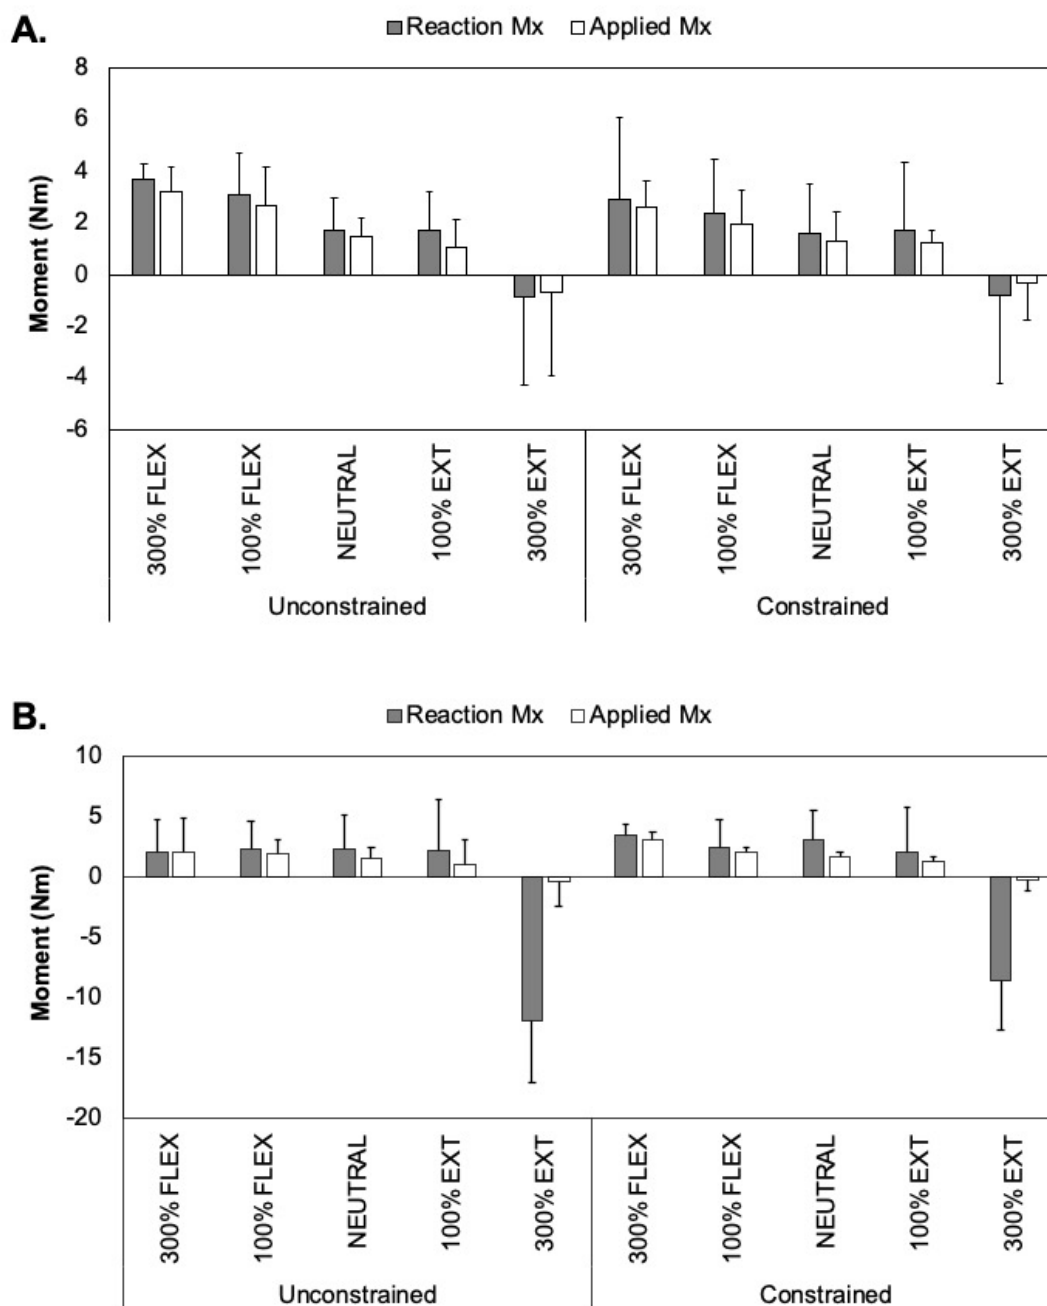 A.
Reaction Mx Applied Mx
8
6
4
2
0
-2
-4
-6
Moment (Nm)
300% FLEX
100% FLEX
NEUTRAL
100% EXT
300% EXT
300% FLEX
100% FLEX
NEUTRAL
100% EXT
300% EXT
Unconstrained Constrained
B.
Reaction Mx Applied Mx
10
5
0
-5
-10
-15
-20
Moment (Nm)
300% FLEX
100% FLEX
NEUTRAL
100% EXT
300% EXT
300% FLEX
100% FLEX
NEUTRAL
100% EXT
300% EXT
Unconstrained Constrained